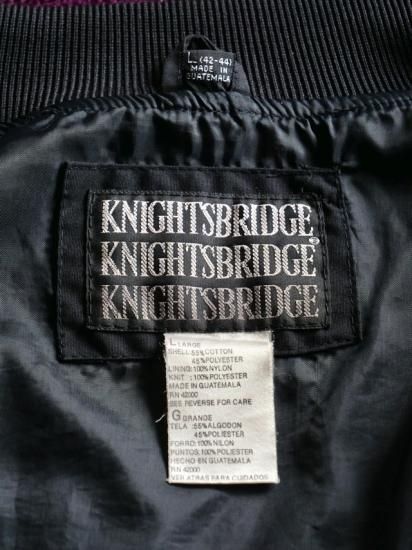 L (42-44)
MADE IN
GUATEMALA
KNIGHTSBRIDGE
KNIGHTSBRIDGE
KNIGHTSBRIDGE
®
L LARGE
SHELL: 55%COTTON
45%POLYESTER
LINING: 100%NYLON
KNIT : 100%POLYESTER
MADE IN GUATEMALA
RN 42000
SEE REVERSE FOR CARE
G GRANDE
TELA : 55%ALGODON
45%POLIESTER
FORRO: 100%NILON
PUNTOS: 100%POLIESTER
HECHO EN GUATEMALA
RN 42000
VER ATRAS PARA CUIDADOS